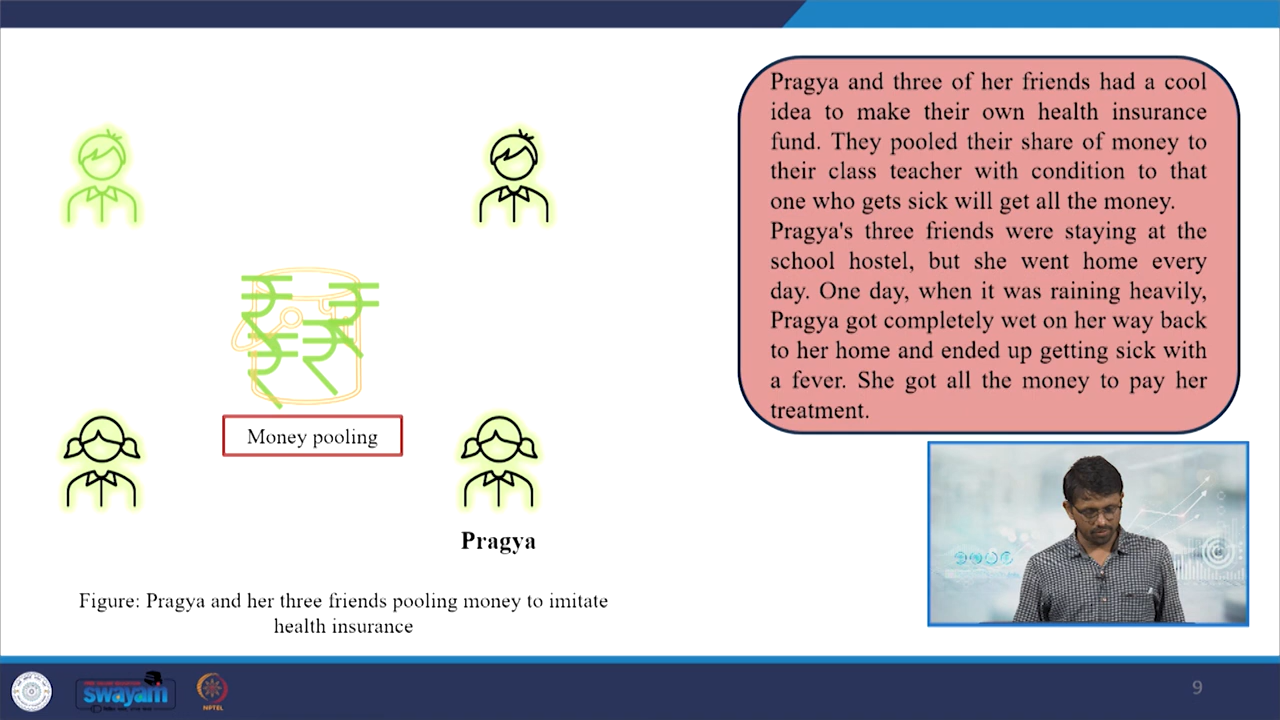 Pragya and three of her friends had a cool
idea to make their own health insurance
fund. They pooled their share of money to
their class teacher with condition to that
one who gets sick will get all the money.
Pragya's three friends were staying at the
school hostel, but she went home every
day. One day, when it was raining heavily,
Pragya got completely wet on her way back
to her home and ended up getting sick with
a fever. She got all the money to pay her
treatment.
Money pooling
Pragya
Figure: Pragya and her three friends pooling money to imitate
health insurance
swayam
NPTEL
9